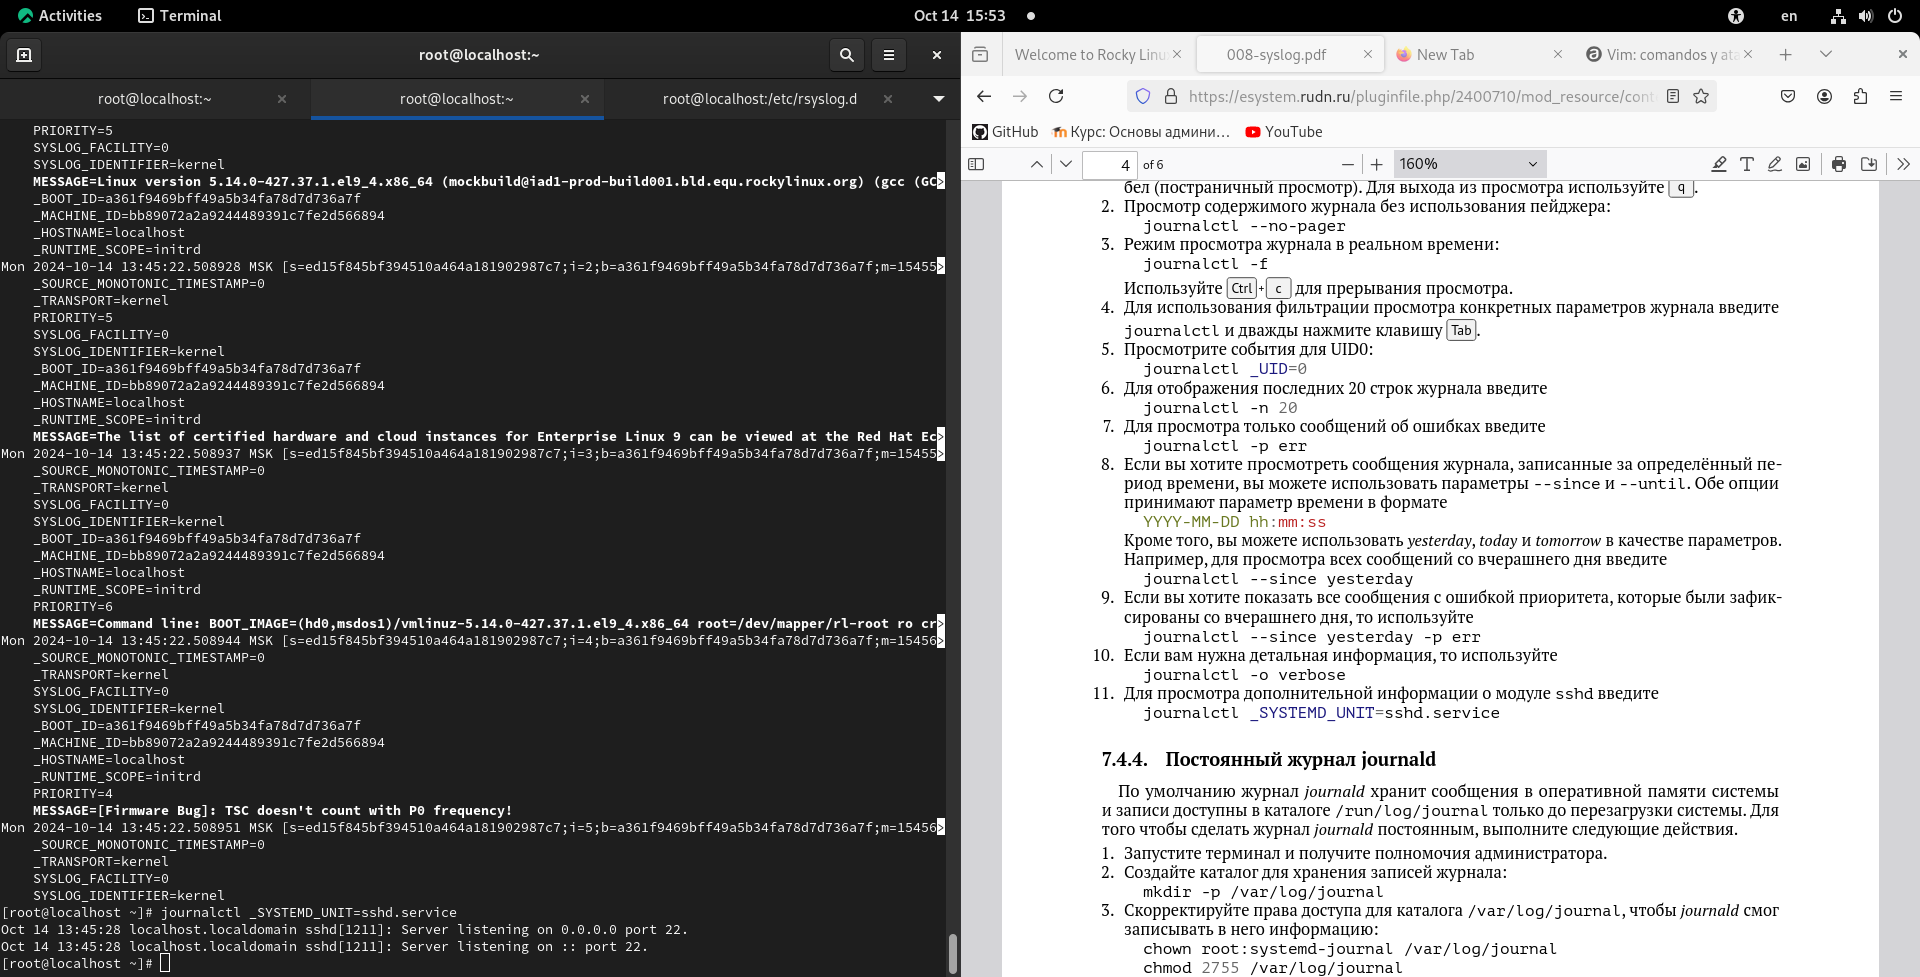 Activities
Terminal
Oct 14 15:53
en
root@localhost:~
root@localhost:~
root@localhost:~
root@localhost:/etc/rsyslog.d
PRIORITY=5
SYSLOG_FACILITY=0
SYSLOG_IDENTIFIER=kernel
MESSAGE=Linux version 5.14.0-427.37.1.el9_4.x86_64 (mockbuild@iad1-prod-build001.bld.equ.rockylinux.org) (gcc (GC>
_BOOT_ID=a361f9469bff49a5b34fa78d7d736a7f
_MACHINE_ID=bb89072a2a9244489391c7fe2d566894
_HOSTNAME=localhost
_RUNTIME_SCOPE=initrd
Mon 2024-10-14 13:45:22.508928 MSK [s=ed15f845bf394510a464a181902987c7;i=2;b=a361f9469bff49a5b34fa78d7d736a7f;m=15455>
_SOURCE_MONOTONIC_TIMESTAMP=0
_TRANSPORT=kernel
PRIORITY=5
SYSLOG_FACILITY=0
SYSLOG_IDENTIFIER=kernel
_BOOT_ID=a361f9469bff49a5b34fa78d7d736a7f
_MACHINE_ID=bb89072a2a9244489391c7fe2d566894
_HOSTNAME=localhost
_RUNTIME_SCOPE=initrd
MESSAGE=The list of certified hardware and cloud instances for Enterprise Linux 9 can be viewed at the Red Hat Ec>
Mon 2024-10-14 13:45:22.508937 MSK [s=ed15f845bf394510a464a181902987c7;i=3;b=a361f9469bff49a5b34fa78d7d736a7f;m=15455>
_SOURCE_MONOTONIC_TIMESTAMP=0
_TRANSPORT=kernel
SYSLOG_FACILITY=0
SYSLOG_IDENTIFIER=kernel
_BOOT_ID=a361f9469bff49a5b34fa78d7d736a7f
_MACHINE_ID=bb89072a2a9244489391c7fe2d566894
_HOSTNAME=localhost
_RUNTIME_SCOPE=initrd
PRIORITY=6
MESSAGE=Command line: BOOT_IMAGE=(hd0,msdos1)/vmlinuz-5.14.0-427.37.1.el9_4.x86_64 root=/dev/mapper/rl-root ro cr>
Mon 2024-10-14 13:45:22.508944 MSK [s=ed15f845bf394510a464a181902987c7;i=4;b=a361f9469bff49a5b34fa78d7d736a7f;m=15456>
_SOURCE_MONOTONIC_TIMESTAMP=0
_TRANSPORT=kernel
SYSLOG_FACILITY=0
SYSLOG_IDENTIFIER=kernel
_BOOT_ID=a361f9469bff49a5b34fa78d7d736a7f
_MACHINE_ID=bb89072a2a9244489391c7fe2d566894
_HOSTNAME=localhost
_RUNTIME_SCOPE=initrd
PRIORITY=4
MESSAGE=[Firmware Bug]: TSC doesn't count with P0 frequency!
Mon 2024-10-14 13:45:22.508951 MSK [s=ed15f845bf394510a464a181902987c7;i=5;b=a361f9469bff49a5b34fa78d7d736a7f;m=15456>
_SOURCE_MONOTONIC_TIMESTAMP=0
_TRANSPORT=kernel
SYSLOG_FACILITY=0
SYSLOG_IDENTIFIER=kernel
[root@localhost ~]# journalctl _SYSTEMD_UNIT=sshd.service
Oct 14 13:45:28 localhost.localdomain sshd[1211]: Server listening on 0.0.0.0 port 22.
Oct 14 13:45:28 localhost.localdomain sshd[1211]: Server listening on :: port 22.
[root@localhost ~]#
Welcome to Rocky Linu
008-syslog.pdf
New Tab
Vim: comandos y ata
https://esystem.rudn.ru/pluginfile.php/2400710/mod_resource/cont
GitHub
Курс: Основы админи…
YouTube
4 of 6
160%
бел (постраничный просмотр). Для выхода из просмотра используйте q .
2. Просмотр содержимого журнала без использования пейджера:
journalctl --no-pager
3. Режим просмотра журнала в реальном времени:
journalctl -f
Используйте Ctrl + c для прерывания просмотра.
4. Для использования фильтрации просмотра конкретных параметров журнала введите
journalctl и дважды нажмите клавишу Tab .
5. Просмотрите события для UID0:
journalctl _UID=0
6. Для отображения последних 20 строк журнала введите
journalctl -n 20
7. Для просмотра только сообщений об ошибках введите
journalctl -p err
8. Если вы хотите просмотреть сообщения журнала, записанные за определённый пе-
риод времени, вы можете использовать параметры --since и --until. Обе опции
принимают параметр времени в формате
YYYY-MM-DD hh:mm:ss
Кроме того, вы можете использовать yesterday, today и tomorrow в качестве параметров.
Например, для просмотра всех сообщений со вчерашнего дня введите
journalctl --since yesterday
9. Если вы хотите показать все сообщения с ошибкой приоритета, которые были зафик-
сированы со вчерашнего дня, то используйте
journalctl --since yesterday -p err
10. Если вам нужна детальная информация, то используйте
journalctl -o verbose
11. Для просмотра дополнительной информации о модуле sshd введите
journalctl _SYSTEMD_UNIT=sshd.service
7.4.4. Постоянный журнал journald
По умолчанию журнал journald хранит сообщения в оперативной памяти системы
и записи доступны в каталоге /run/log/journal только до перезагрузки системы. Для
того чтобы сделать журнал journald постоянным, выполните следующие действия.
1. Запустите терминал и получите полномочия администратора.
2. Создайте каталог для хранения записей журнала:
mkdir -p /var/log/journal
3. Скорректируйте права доступа для каталога /var/log/journal, чтобы journald смог
записывать в него информацию:
chown root:systemd-journal /var/log/journal
chmod 2755 /var/log/journal